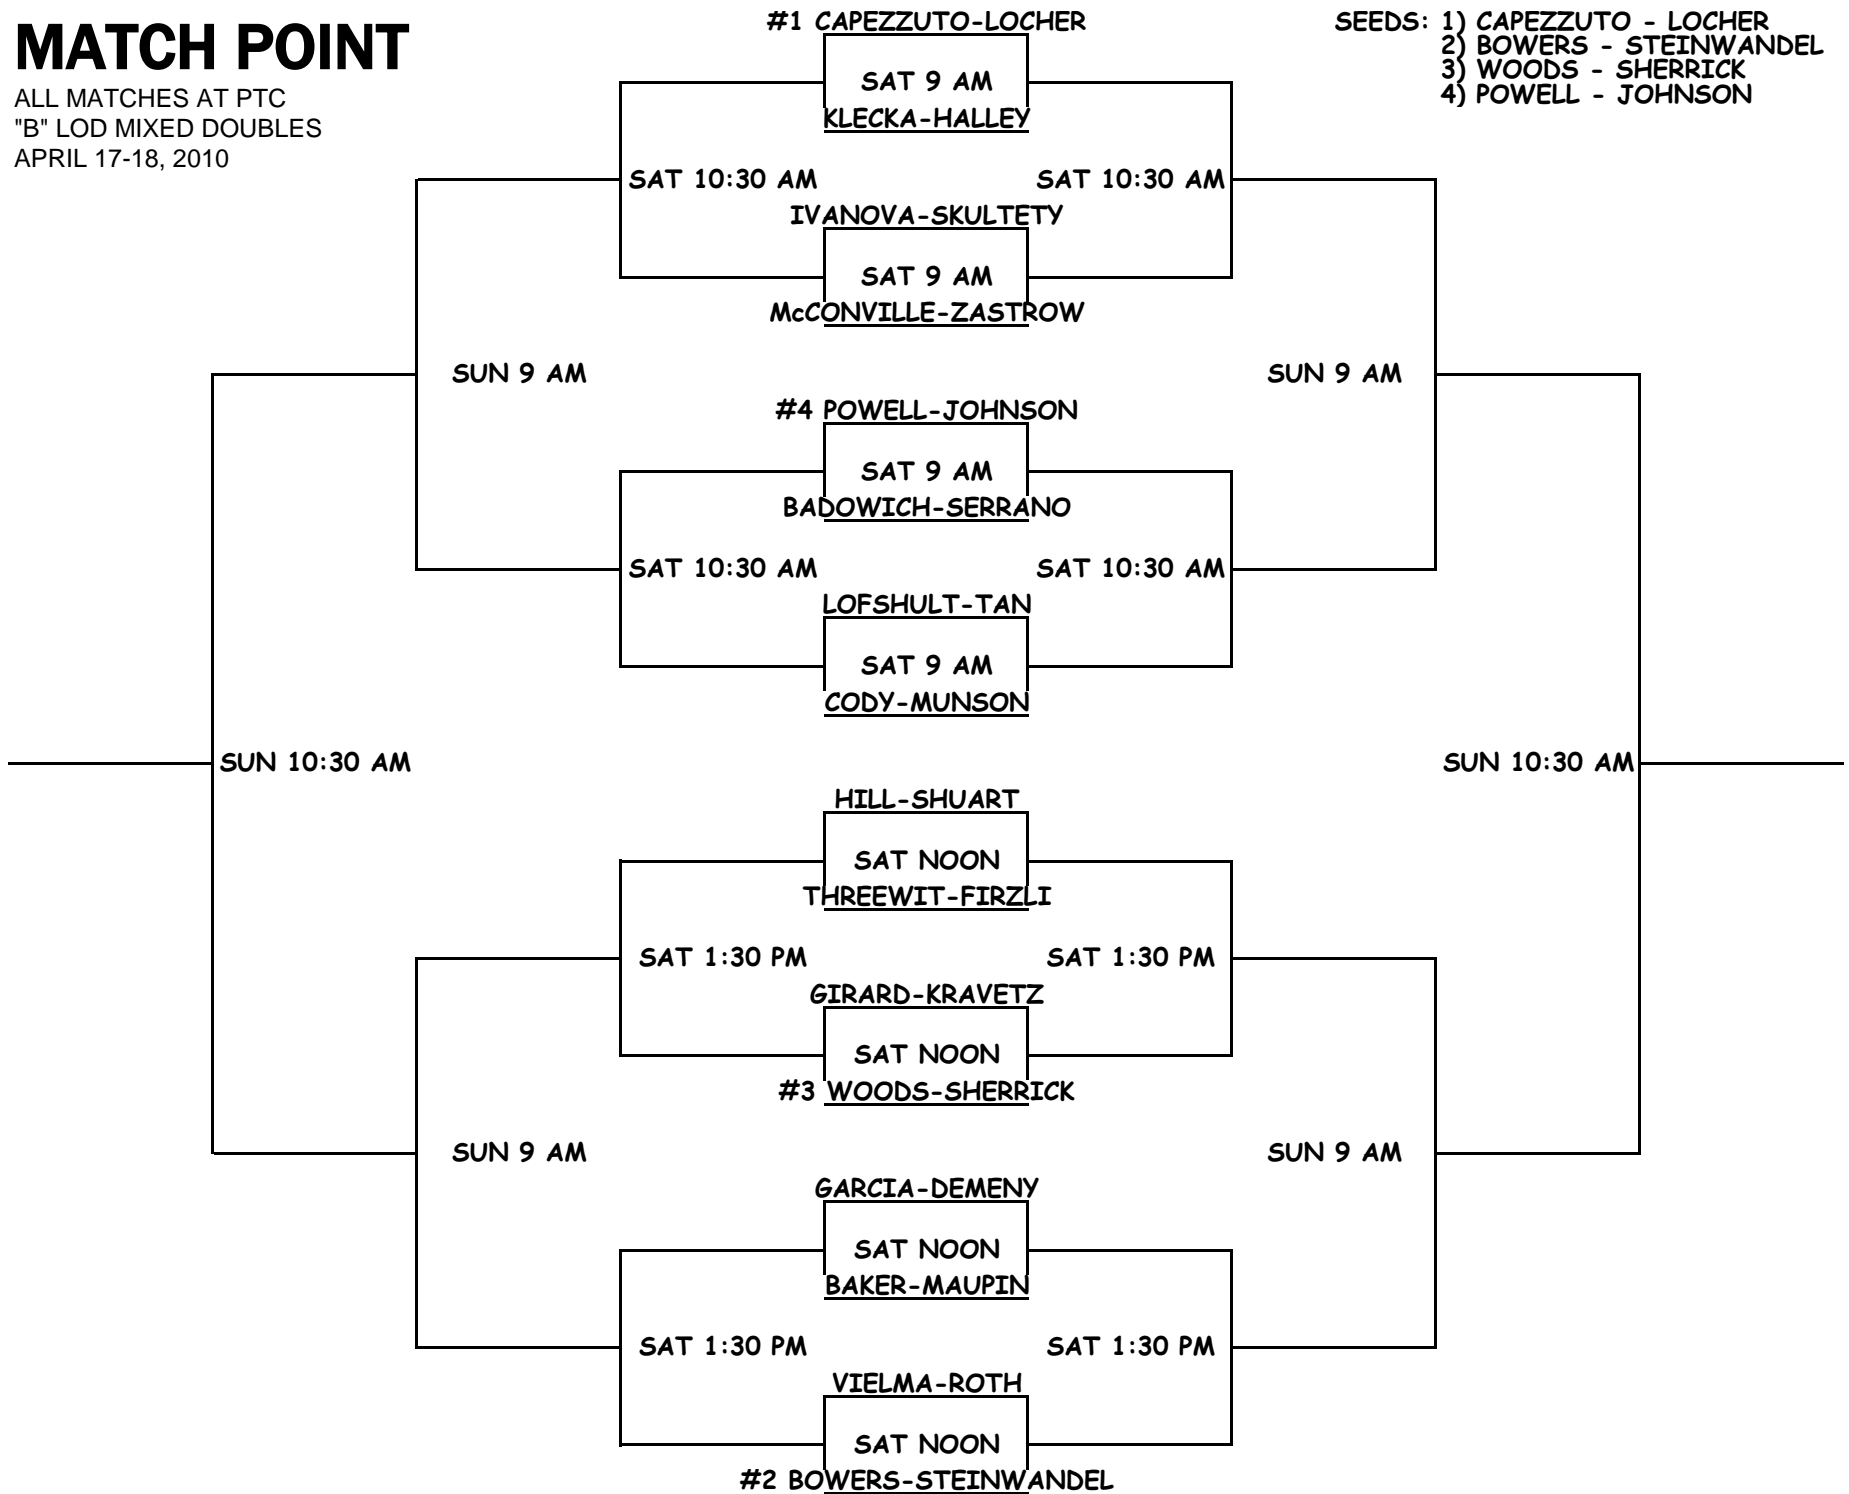 MATCH POINT
ALL MATCHES AT PTC
"B" LOD MIXED DOUBLES
APRIL 17-18, 2010
SEEDS: 1) CAPEZZUTO - LOCHER
2) BOWERS - STEINWANDEL
3) WOODS - SHERRICK
4) POWELL - JOHNSON
#1 CAPEZZUTO-LOCHER
SAT 9 AM
KLECKA-HALLEY
SAT 10:30 AM SAT 10:30 AM
IVANOVA-SKULTETY
SAT 9 AM
McCONVILLE-ZASTROW
SUN 9 AM SUN 9 AM
#4 POWELL-JOHNSON
SAT 9 AM
BADOWICH-SERRANO
SAT 10:30 AM SAT 10:30 AM
LOFSHULT-TAN
SAT 9 AM
CODY-MUNSON
SUN 10:30 AM SUN 10:30 AM
HILL-SHUART
SAT NOON
THREEWIT-FIRZLI
SAT 1:30 PM SAT 1:30 PM
GIRARD-KRAVETZ
SAT NOON
#3 WOODS-SHERRICK
SUN 9 AM SUN 9 AM
GARCIA-DEMENY
SAT NOON
BAKER-MAUPIN
SAT 1:30 PM SAT 1:30 PM
VIELMA-ROTH
SAT NOON
#2 BOWERS-STEINWANDEL